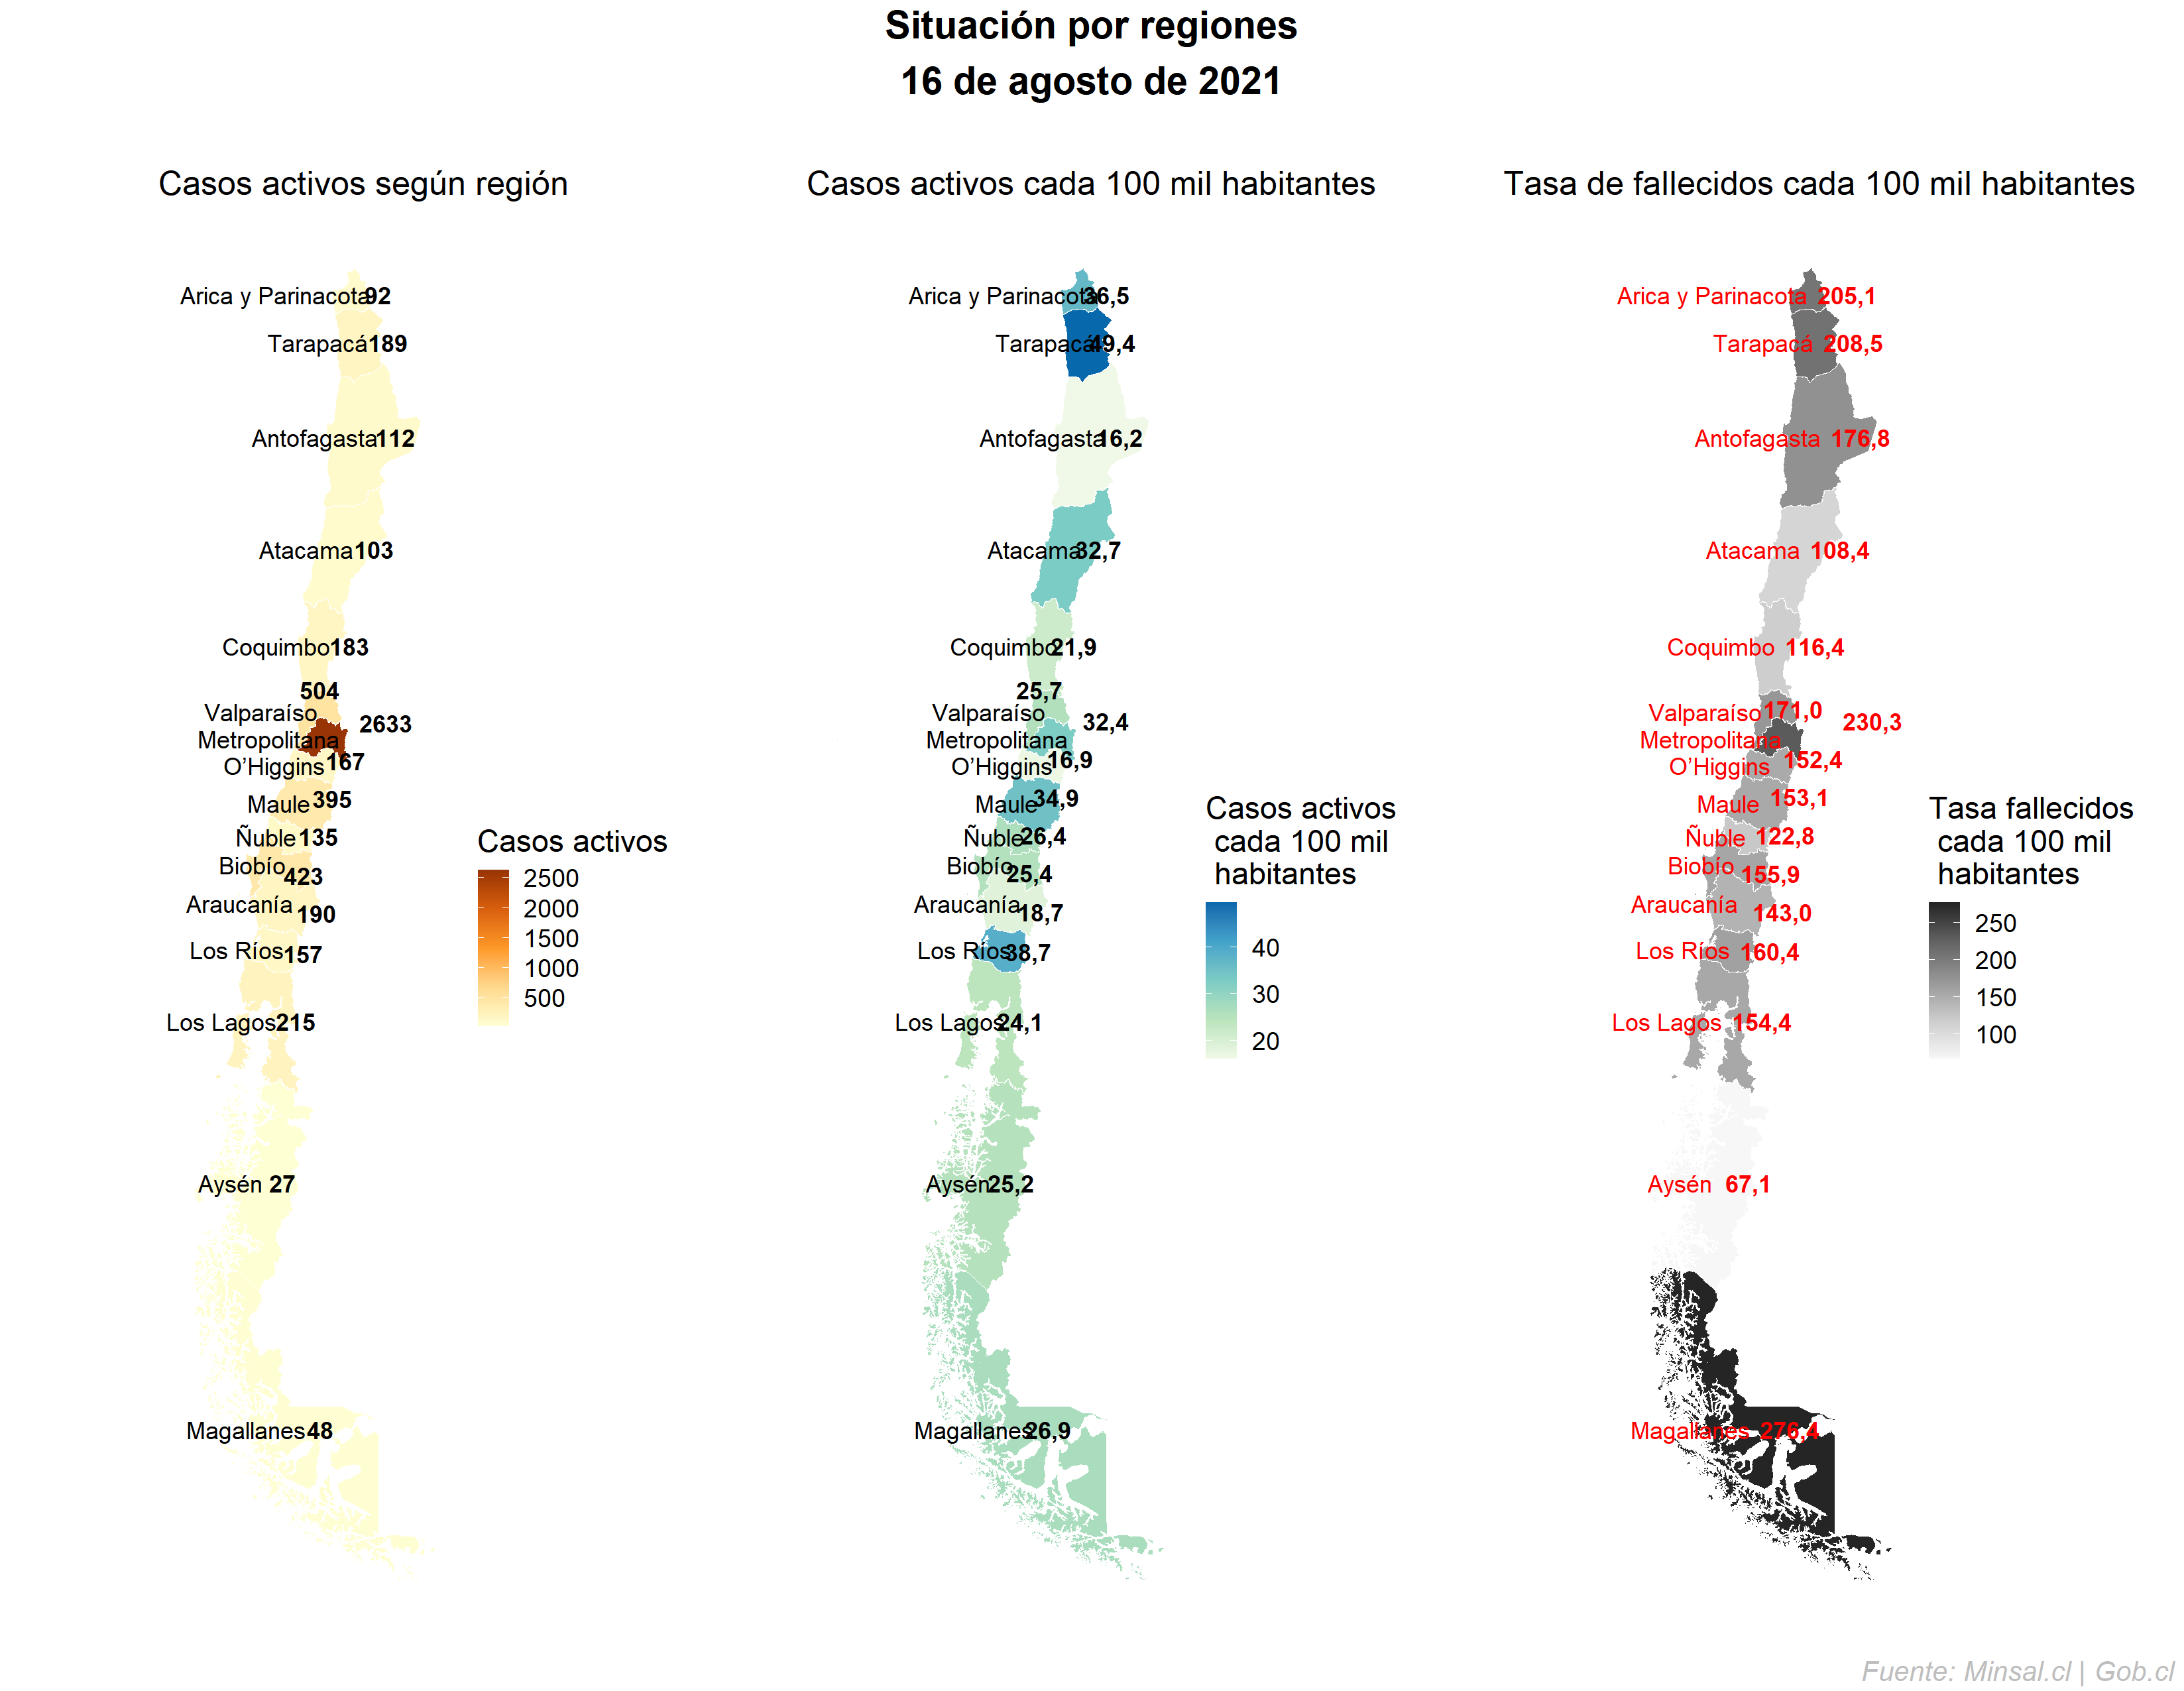 Situación por regiones
16 de agosto de 2021
Casos activos según región
Arica y Parinacota 92
Tarapacá 189
Antofagasta 112
Atacama 103
Coquimbo 183
504
Valparaíso
2633
Metropolitana
O’Higgins 167
Maule 395
Ñuble 135
Biobío 423
Araucanía 190
Los Ríos 157
Los Lagos 215
Aysén 27
Magallanes 48
Casos activos
2500
2000
1500
1000
500
Casos activos cada 100 mil habitantes
Arica y Parinacota 36,5
Tarapacá 49,4
Antofagasta 16,2
Atacama 32,7
Coquimbo 21,9
25,7
Valparaíso
32,4
Metropolitana
O’Higgins 16,9
Maule 34,9
Ñuble 26,4
Biobío 25,4
Araucanía 18,7
Los Ríos 38,7
Los Lagos 24,1
Aysén 25,2
Magallanes 26,9
Casos activos
cada 100 mil
habitantes
40
30
20
Tasa de fallecidos cada 100 mil habitantes
Arica y Parinacota 205,1
Tarapacá 208,5
Antofagasta 176,8
Atacama 108,4
Coquimbo 116,4
Valparaíso 171,0
230,3
Metropolitana
O’Higgins 152,4
Maule 153,1
Ñuble 122,8
Biobío 155,9
Araucanía 143,0
Los Ríos 160,4
Los Lagos 154,4
Aysén 67,1
Magallanes 276,4
Tasa fallecidos
cada 100 mil
habitantes
250
200
150
100
Fuente: Minsal.cl | Gob.cl